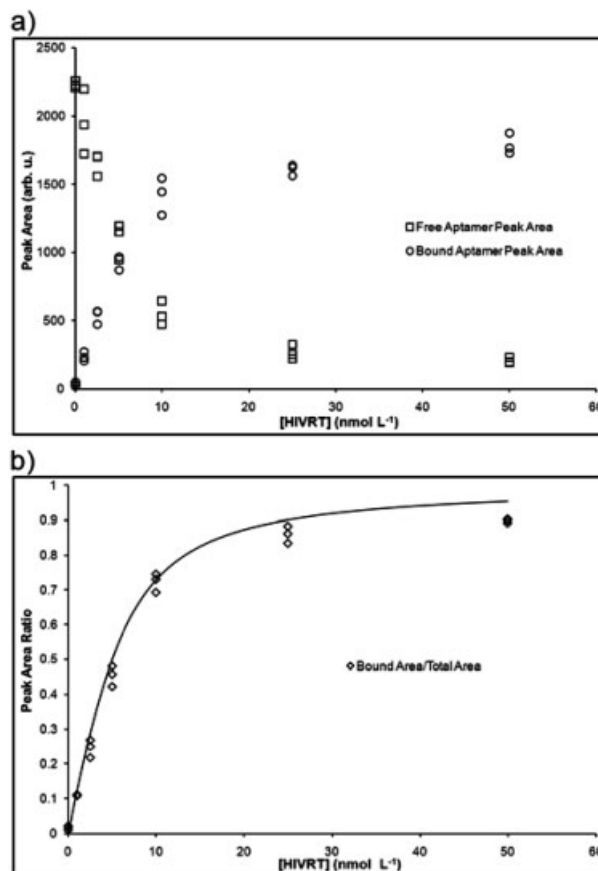 a)
2500
2000
1500
1000
500
0
Peak Area (arb. u.)
Free Aptamer Peak Area
Bound Aptamer Peak Area
0 10 20 30 40 50 60
[HIVRT] (nmol L⁻¹)
b)
1
0.9
0.8
0.7
0.6
0.5
0.4
0.3
0.2
0.1
0
Peak Area Ratio
Bound Area/Total Area
0 10 20 30 40 50 60
[HIVRT] (nmol L⁻¹)